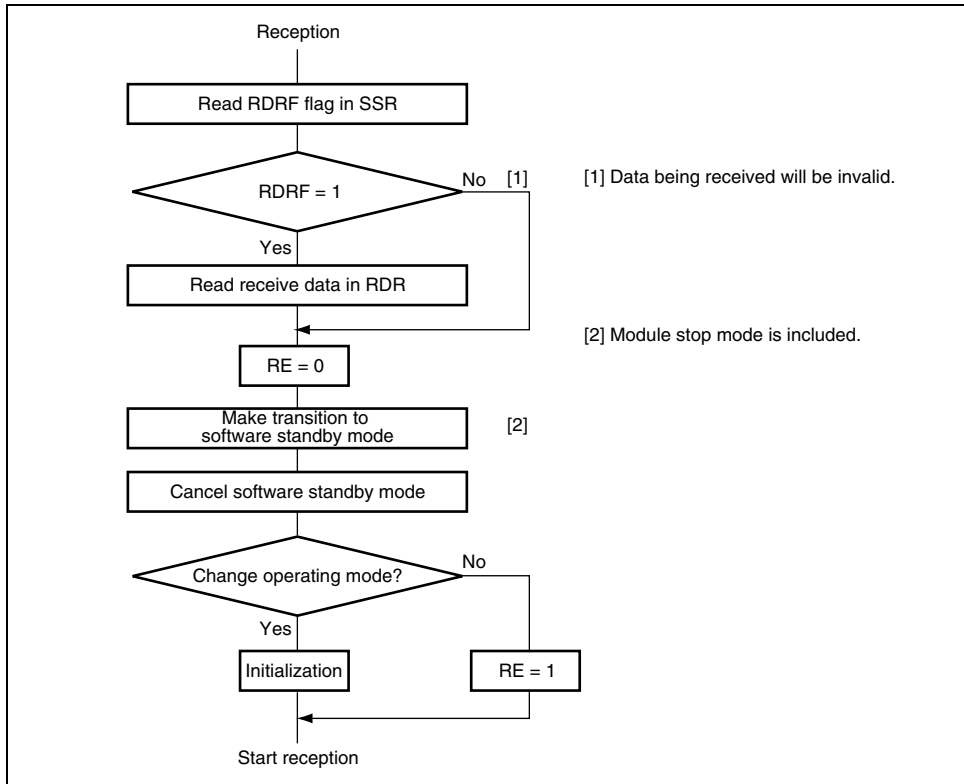 Reception
Read RDRF flag in SSR
No [1]
[1] Data being received will be invalid.
RDRF = 1
Yes
Read receive data in RDR
[2] Module stop mode is included.
RE = 0
Make transition to
software standby mode
[2]
Cancel software standby mode
No
Change operating mode?
Yes
Initialization
RE = 1
Start reception